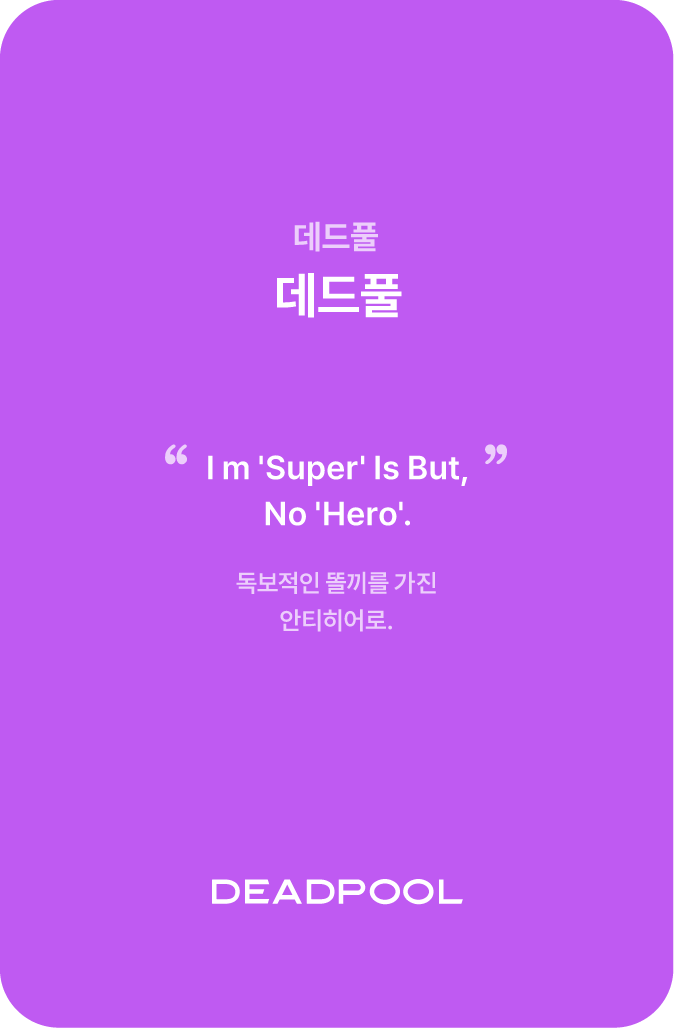 데드풀
데드풀
“ I m 'Super' Is But, ”
No 'Hero'.
독보적인 똘끼를 가진
안티히어로.
DEADPOOL